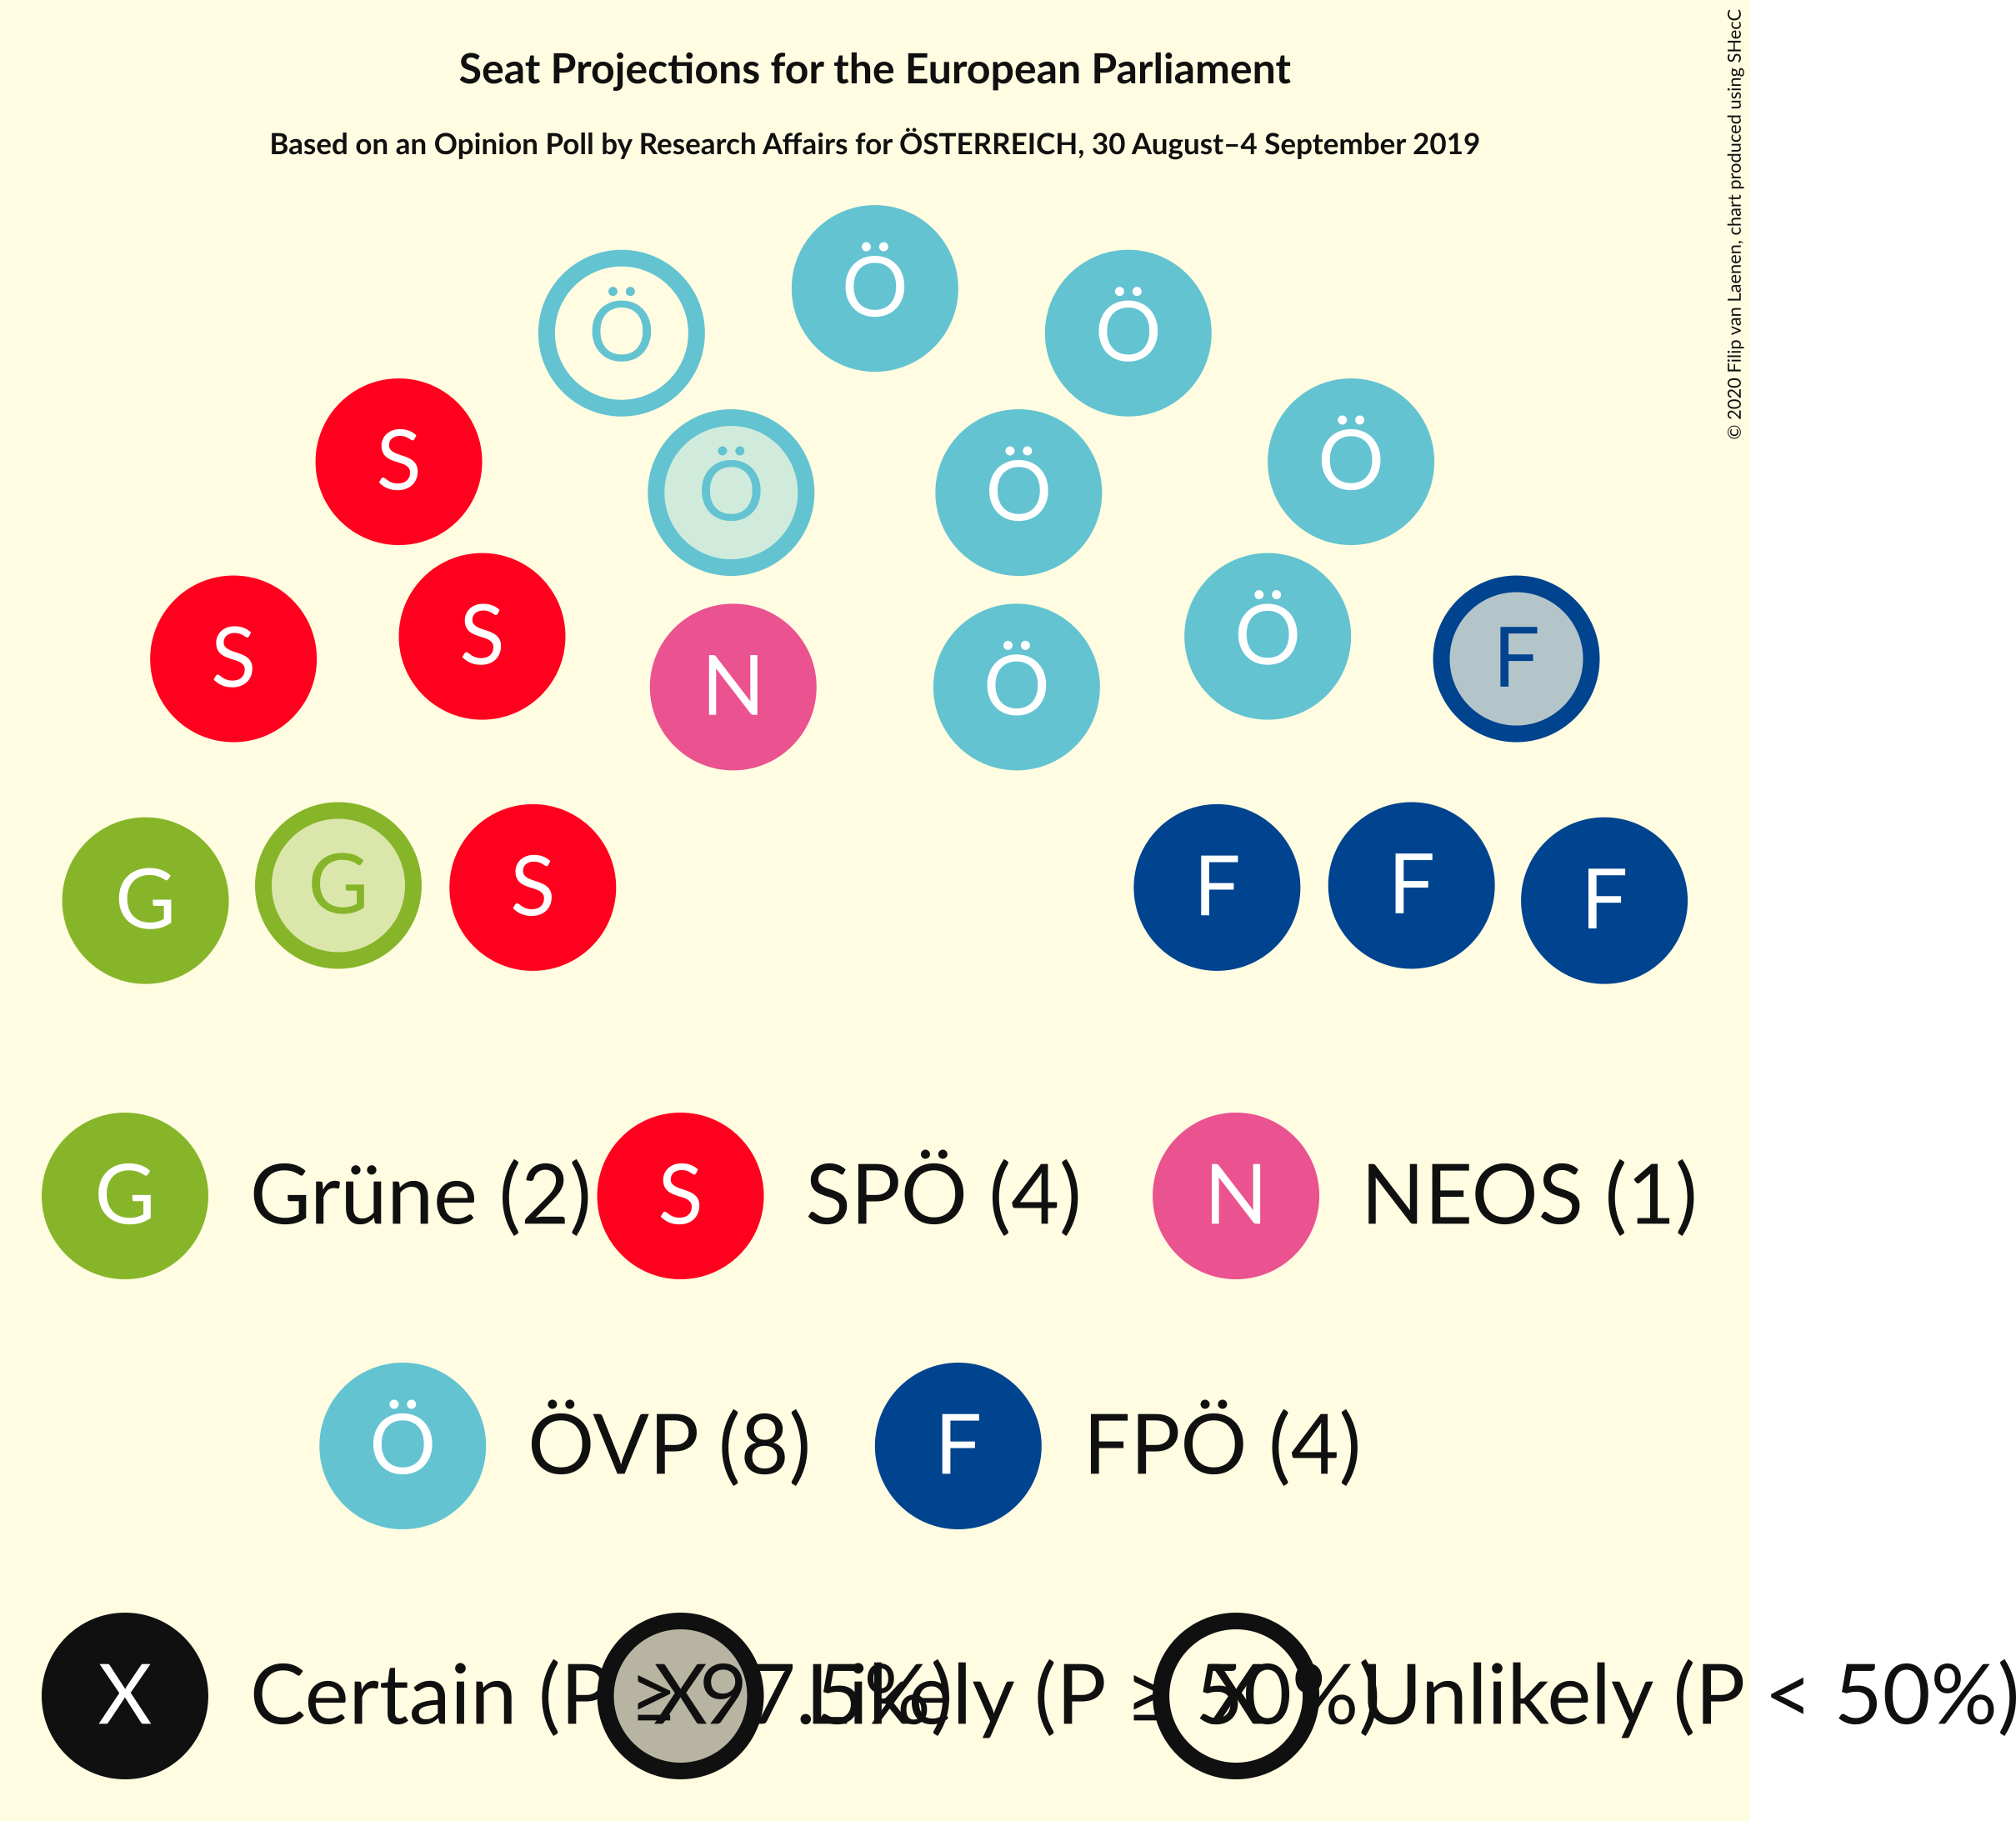 Seat Projections for the European Parliament
Based on an Opinion Poll by Research Affairs for ÖSTERREICH, 30 August–4 September 2019
© 2020 Filip van Laenen, chart produced using SHecC
Ö
Ö Ö
S Ö
Ö Ö
S S Ö F
N Ö
G G S F F F
G Grüne (2) S SPÖ (4) N NEOS (1)
Ö ÖVP (8) F FPÖ (4)
X Certain (P ≥ 97.5%) X Likely (P ≥ 50%) X Unlikely (P < 50%)